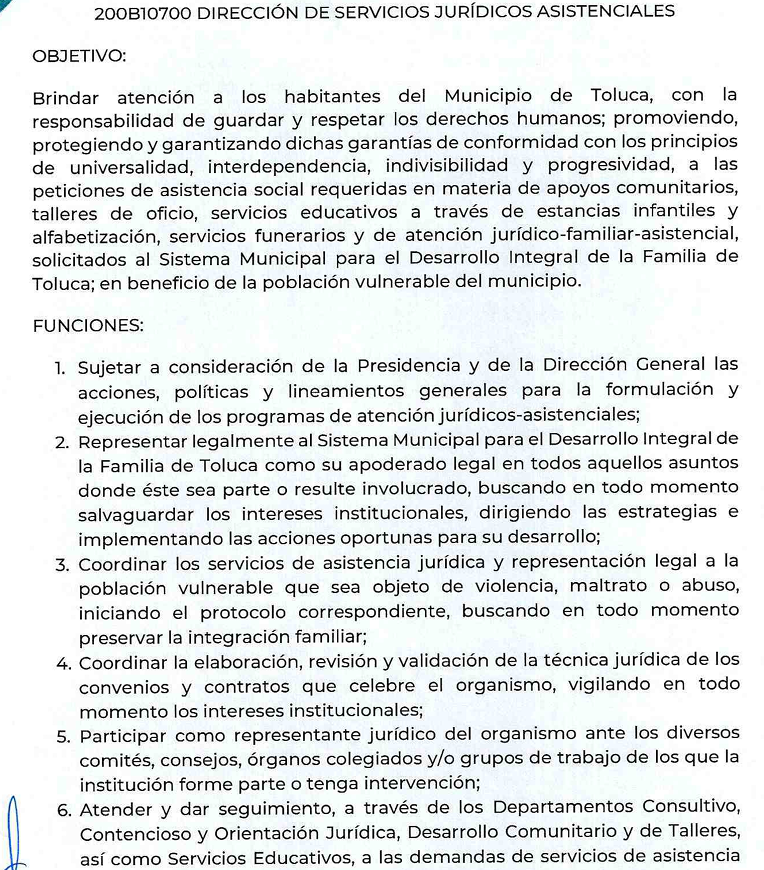 200B10700 DIRECCIÓN DE SERVICIOS JURÍDICOS ASISTENCIALES
OBJETIVO:
Brindar atención a los habitantes del Municipio de Toluca, con la
responsabilidad de guardar y respetar los derechos humanos; promoviendo,
protegiendo y garantizando dichas garantías de conformidad con los principios
de universalidad, interdependencia, indivisibilidad y progresividad, a las
peticiones de asistencia social requeridas en materia de apoyos comunitarios,
talleres de oficio, servicios educativos a través de estancias infantiles y
alfabetización, servicios funerarios y de atención jurídico-familiar-asistencial,
solicitados al Sistema Municipal para el Desarrollo Integral de la Familia de
Toluca; en beneficio de la población vulnerable del municipio.
FUNCIONES:
1. Sujetar a consideración de la Presidencia y de la Dirección General las
acciones, políticas y lineamientos generales para la formulación y
ejecución de los programas de atención jurídicos-asistenciales;
2. Representar legalmente al Sistema Municipal para el Desarrollo Integral de
la Familia de Toluca como su apoderado legal en todos aquellos asuntos
donde éste sea parte o resulte involucrado, buscando en todo momento
salvaguardar los intereses institucionales, dirigiendo las estrategias e
implementando las acciones oportunas para su desarrollo;
3. Coordinar los servicios de asistencia jurídica y representación legal a la
población vulnerable que sea objeto de violencia, maltrato o abuso,
iniciando el protocolo correspondiente, buscando en todo momento
preservar la integración familiar;
4. Coordinar la elaboración, revisión y validación de la técnica jurídica de los
convenios y contratos que celebre el organismo, vigilando en todo
momento los intereses institucionales;
5. Participar como representante jurídico del organismo ante los diversos
comités, consejos, órganos colegiados y/o grupos de trabajo de los que la
institución forme parte o tenga intervención;
6. Atender y dar seguimiento, a través de los Departamentos Consultivo,
Contencioso y Orientación Jurídica, Desarrollo Comunitario y de Talleres,
así como Servicios Educativos, a las demandas de servicios de asistencia